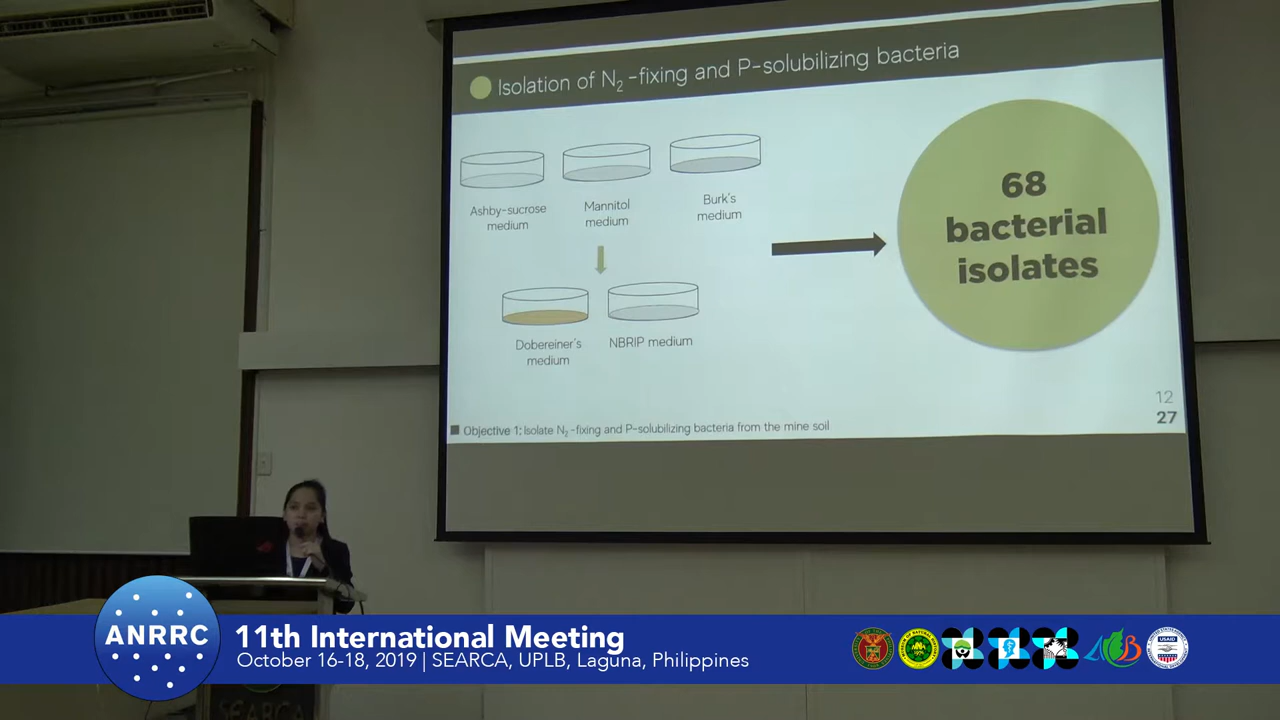 Isolation of N2-fixing and P-solubilizing bacteria
Ashby-sucrose
medium
Mannitol
medium
Burk's
medium
Dobereiner's
medium
NBRIP medium
68
bacterial
isolates
Objective 1: Isolate N2-fixing and P-solubilizing bacteria from the mine soil
12
27
ANRRC
11th International Meeting
October 16-18, 2019 | SEARCA, UPLB, Laguna, Philippines
USAID
SEARCA